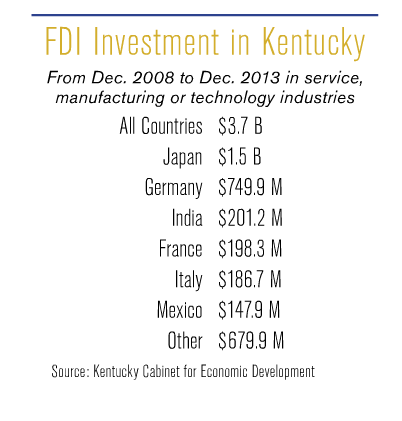 FDI Investment in Kentucky
From Dec. 2008 to Dec. 2013 in service,
manufacturing or technology industries
All Countries $3.7 B
Japan $1.5 B
Germany $749.9 M
India $201.2 M
France $198.3 M
Italy $186.7 M
Mexico $147.9 M
Other $679.9 M
Source: Kentucky Cabinet for Economic Development